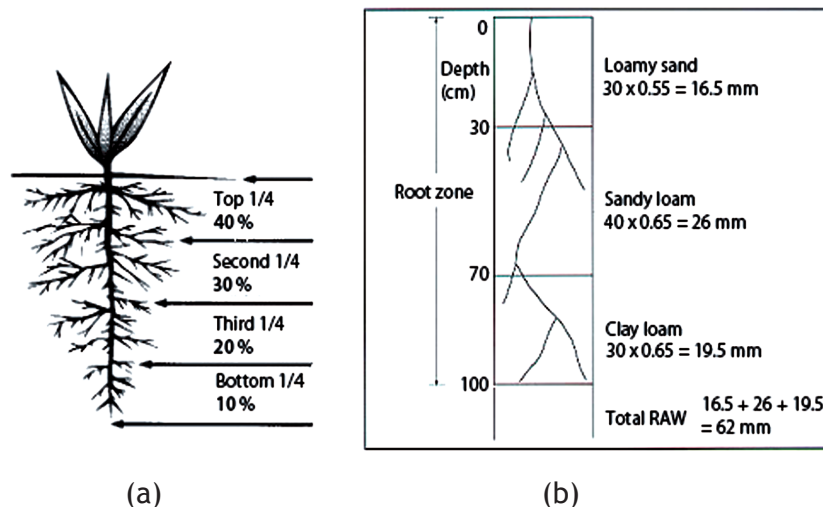 Top 1/4
40 %
Second 1/4
30 %
Third 1/4
20 %
Bottom 1/4
10 %
(a)
0
Depth
(cm)
30
Root zone
70
100
Loamy sand
30 x 0.55 = 16.5 mm
Sandy loam
40 x 0.65 = 26 mm
Clay loam
30 x 0.65 = 19.5 mm
Total RAW 16.5 + 26 + 19.5
= 62 mm
(b)